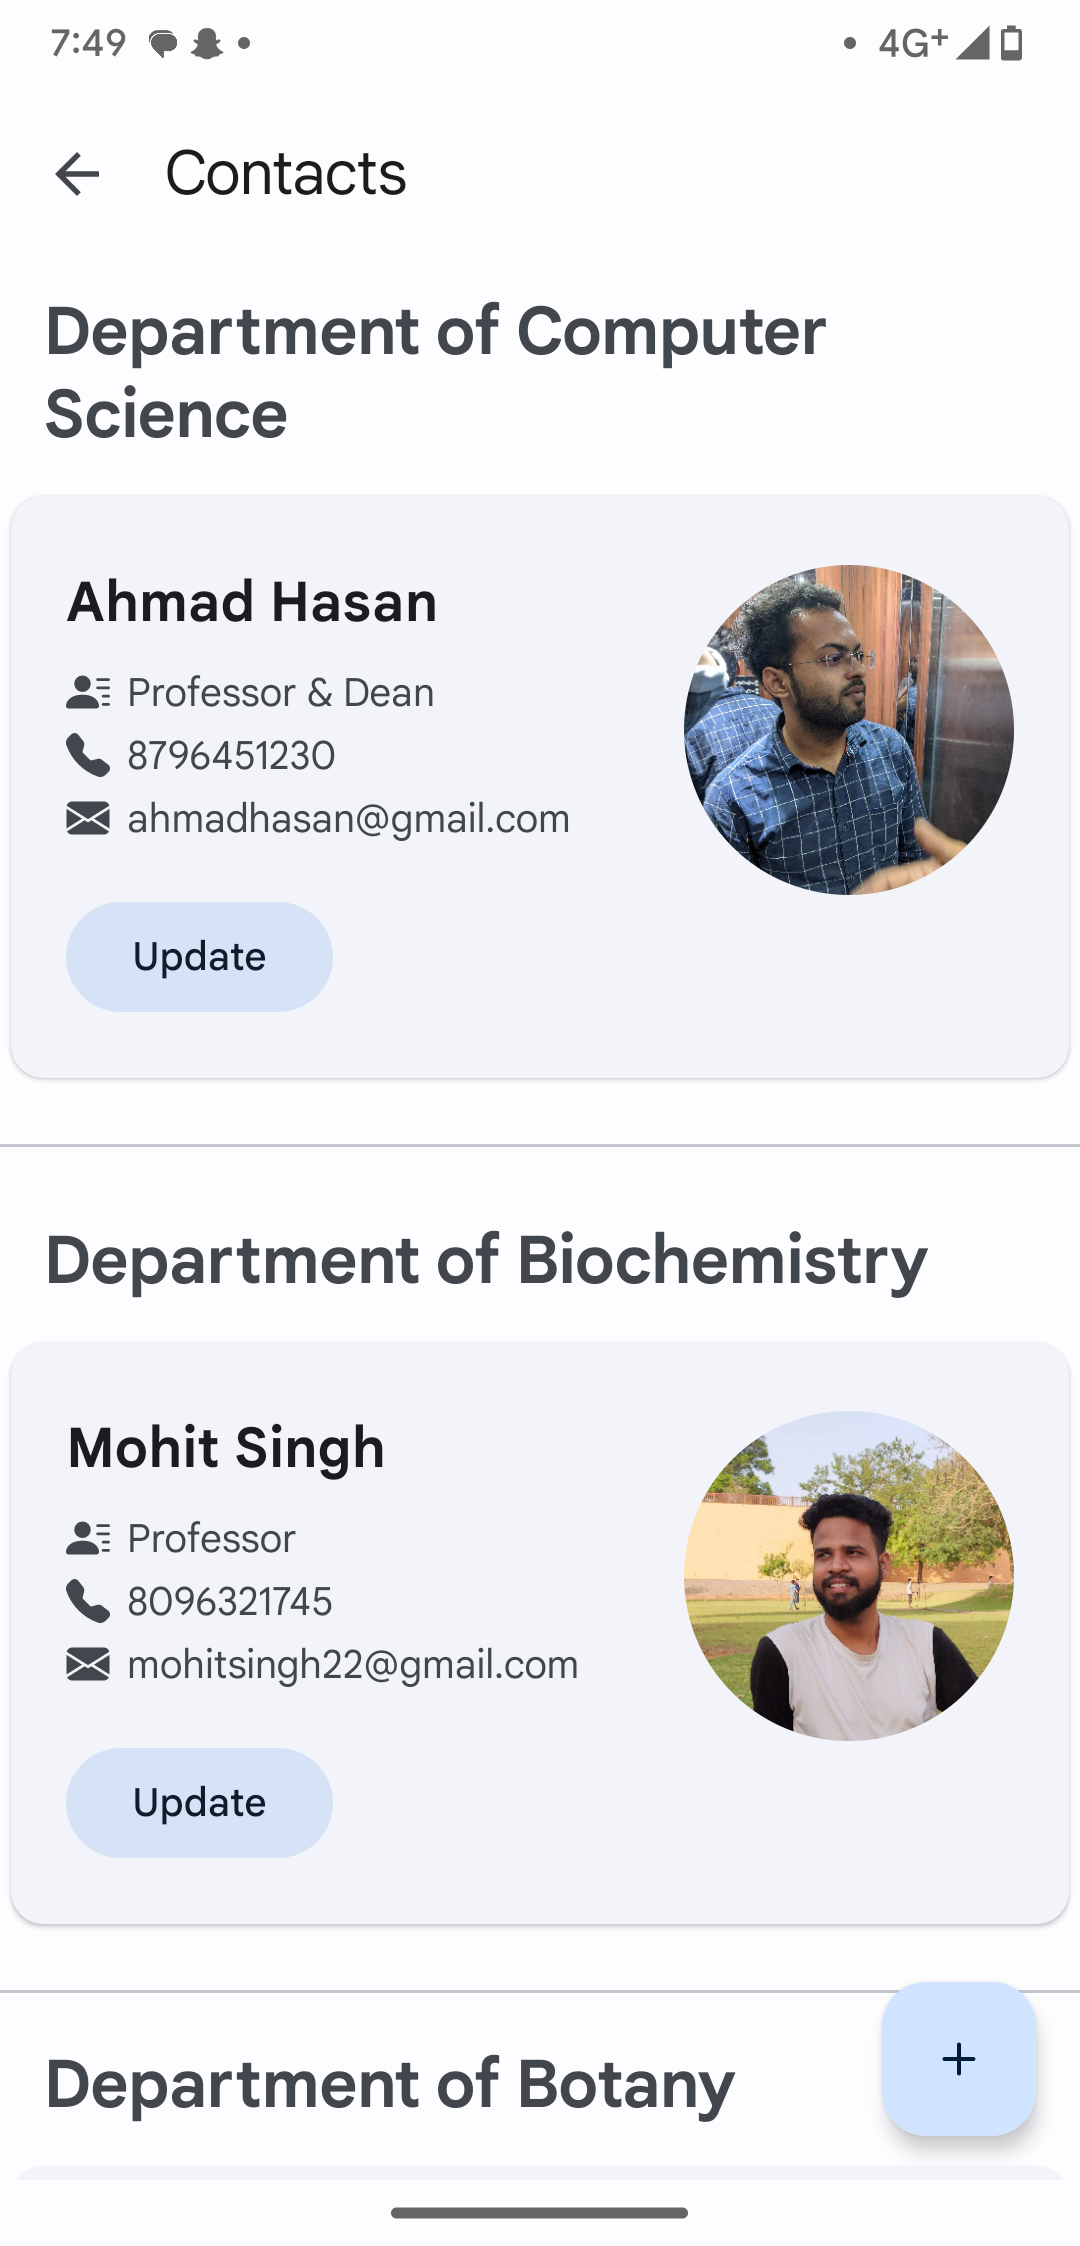 7:49
4G+
Contacts
Department of Computer
Science
Ahmad Hasan
Professor & Dean
8796451230
ahmadhasan@gmail.com
Update
Department of Biochemistry
Mohit Singh
Professor
8096321745
mohitsingh22@gmail.com
Update
Department of Botany